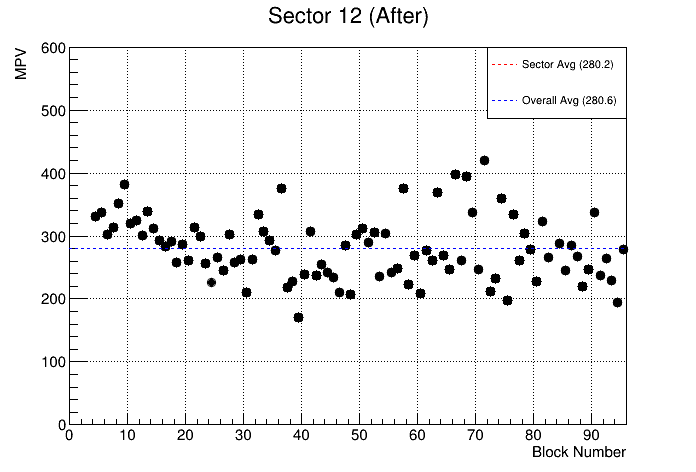 Sector 12 (After)
MPV
600
500
400
300
200
100
0
Sector Avg (280.2)
Overall Avg (280.6)
0 10 20 30 40 50 60 70 80 90
Block Number